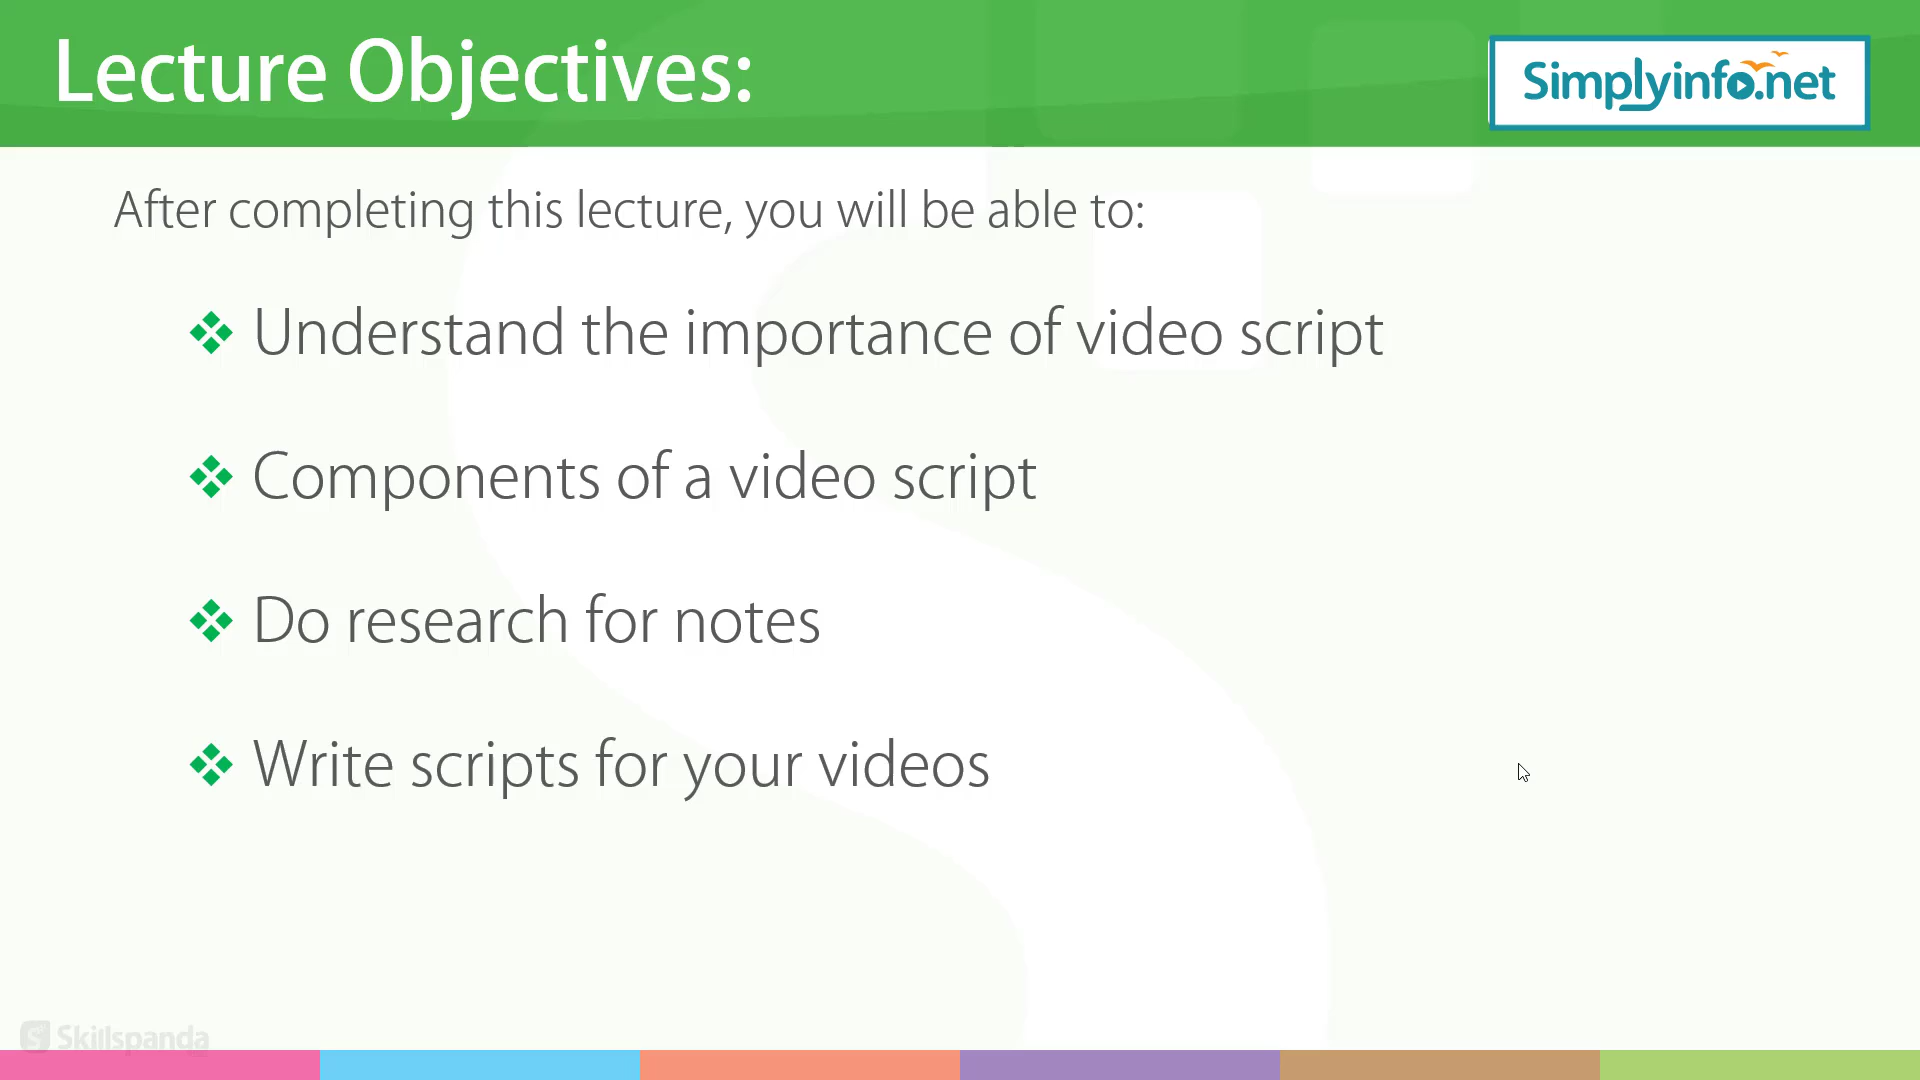 Lecture Objectives:
Simplyinfo.net
After completing this lecture, you will be able to:
Understand the importance of video script
Components of a video script
Do research for notes
Write scripts for your videos
Skillspanda